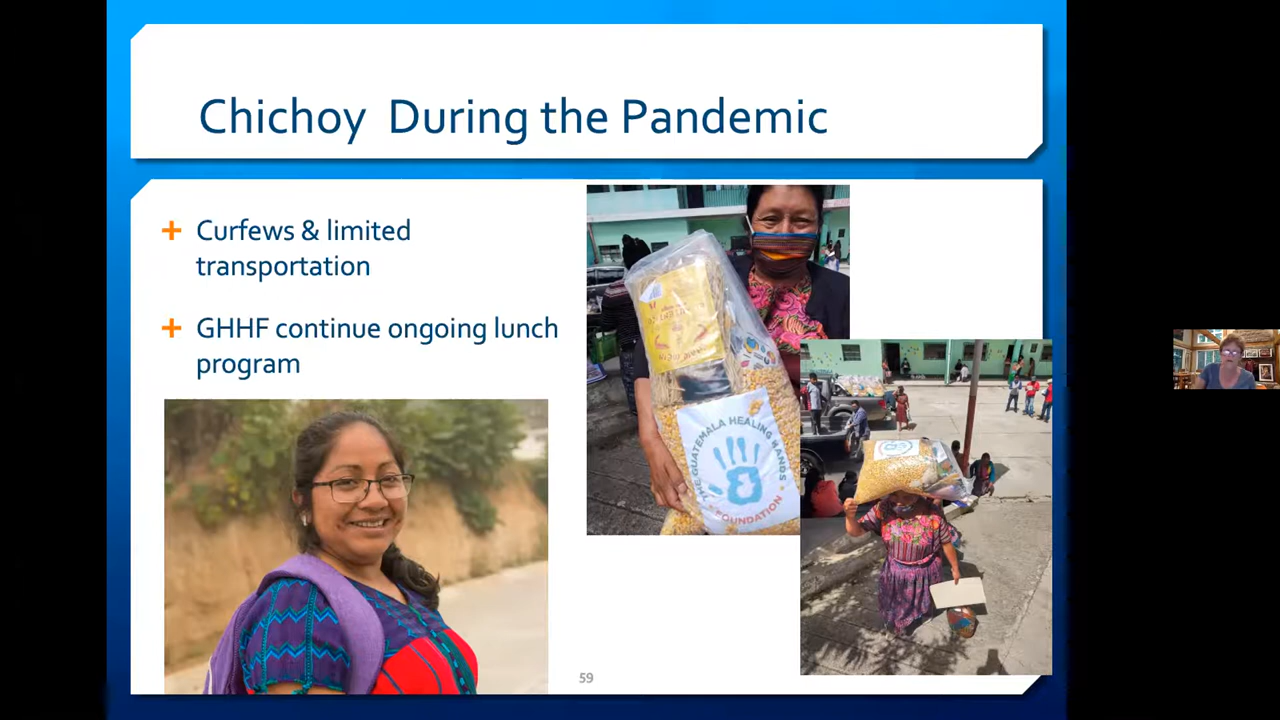 Chichoy During the Pandemic
Curfews & limited
transportation
GHHF continue ongoing lunch
program
THE GUATEMALA HEALING HANDS
FOUNDATION
59